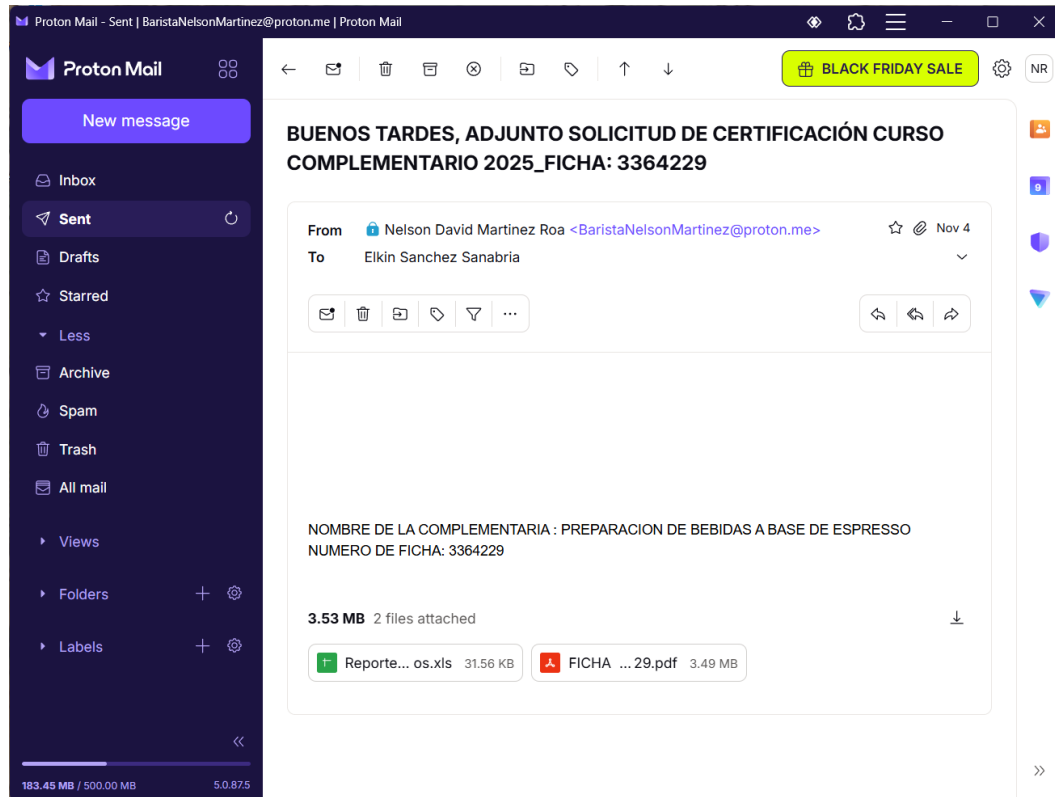 Proton Mail - Sent | BaristaNelsonMartinez@proton.me | Proton Mail
Proton Mail
BLACK FRIDAY SALE
NR
New message
Inbox
Sent
Drafts
Starred
Less
Archive
Spam
Trash
All mail
Views
Folders
Labels
183.45 MB / 500.00 MB
5.0.87.5
BUENOS TARDES, ADJUNTO SOLICITUD DE CERTIFICACIÓN CURSO
COMPLEMENTARIO 2025_FICHA: 3364229
From Nelson David Martinez Roa <BaristaNelsonMartinez@proton.me>
Nov 4
To Elkin Sanchez Sanabria
NOMBRE DE LA COMPLEMENTARIA : PREPARACION DE BEBIDAS A BASE DE ESPRESSO
NUMERO DE FICHA: 3364229
3.53 MB 2 files attached
Reporte... os.xls 31.56 KB
FICHA ...29.pdf 3.49 MB
9